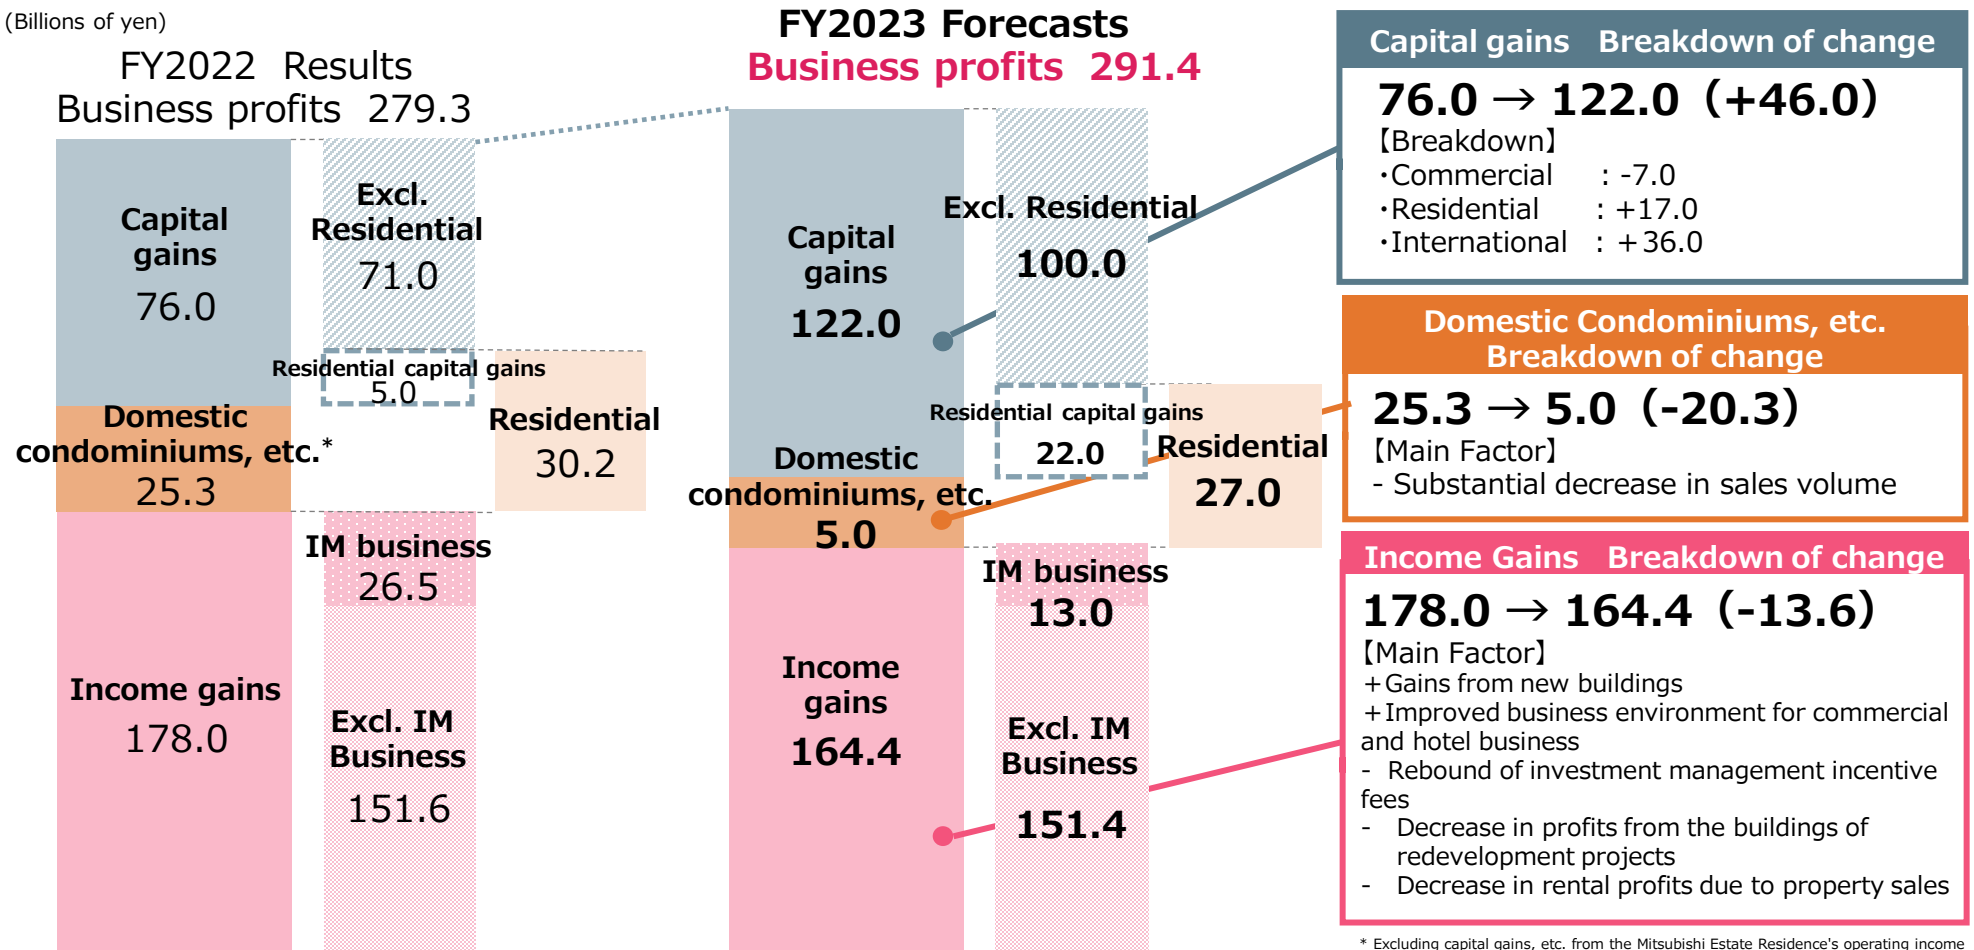 (Billions of yen)
FY2022 Results
Business profits 279.3
Capital
gains
76.0
Excl.
Residential
71.0
Residential capital gains
5.0
Domestic
condominiums, etc.*
25.3
Residential
30.2
IM business
26.5
Income gains
178.0
Excl. IM
Business
151.6
FY2023 Forecasts
Business profits 291.4
Capital
gains
122.0
Excl. Residential
100.0
Residential capital gains
22.0
Domestic
condominiums, etc.
5.0
Residential
27.0
IM business
13.0
Income
gains
164.4
Excl. IM
Business
151.4
Capital gains Breakdown of change
76.0 → 122.0 (+46.0)
【Breakdown】
・Commercial : -7.0
・Residential : +17.0
・International : +36.0
Domestic Condominiums, etc.
Breakdown of change
25.3 → 5.0 (-20.3)
【Main Factor】
- Substantial decrease in sales volume
Income Gains Breakdown of change
178.0 → 164.4 (-13.6)
【Main Factor】
+Gains from new buildings
+Improved business environment for commercial
and hotel business
- Rebound of investment management incentive
fees
- Decrease in profits from the buildings of
redevelopment projects
- Decrease in rental profits due to property sales
* Excluding capital gains, etc. from the Mitsubishi Estate Residence's operating income